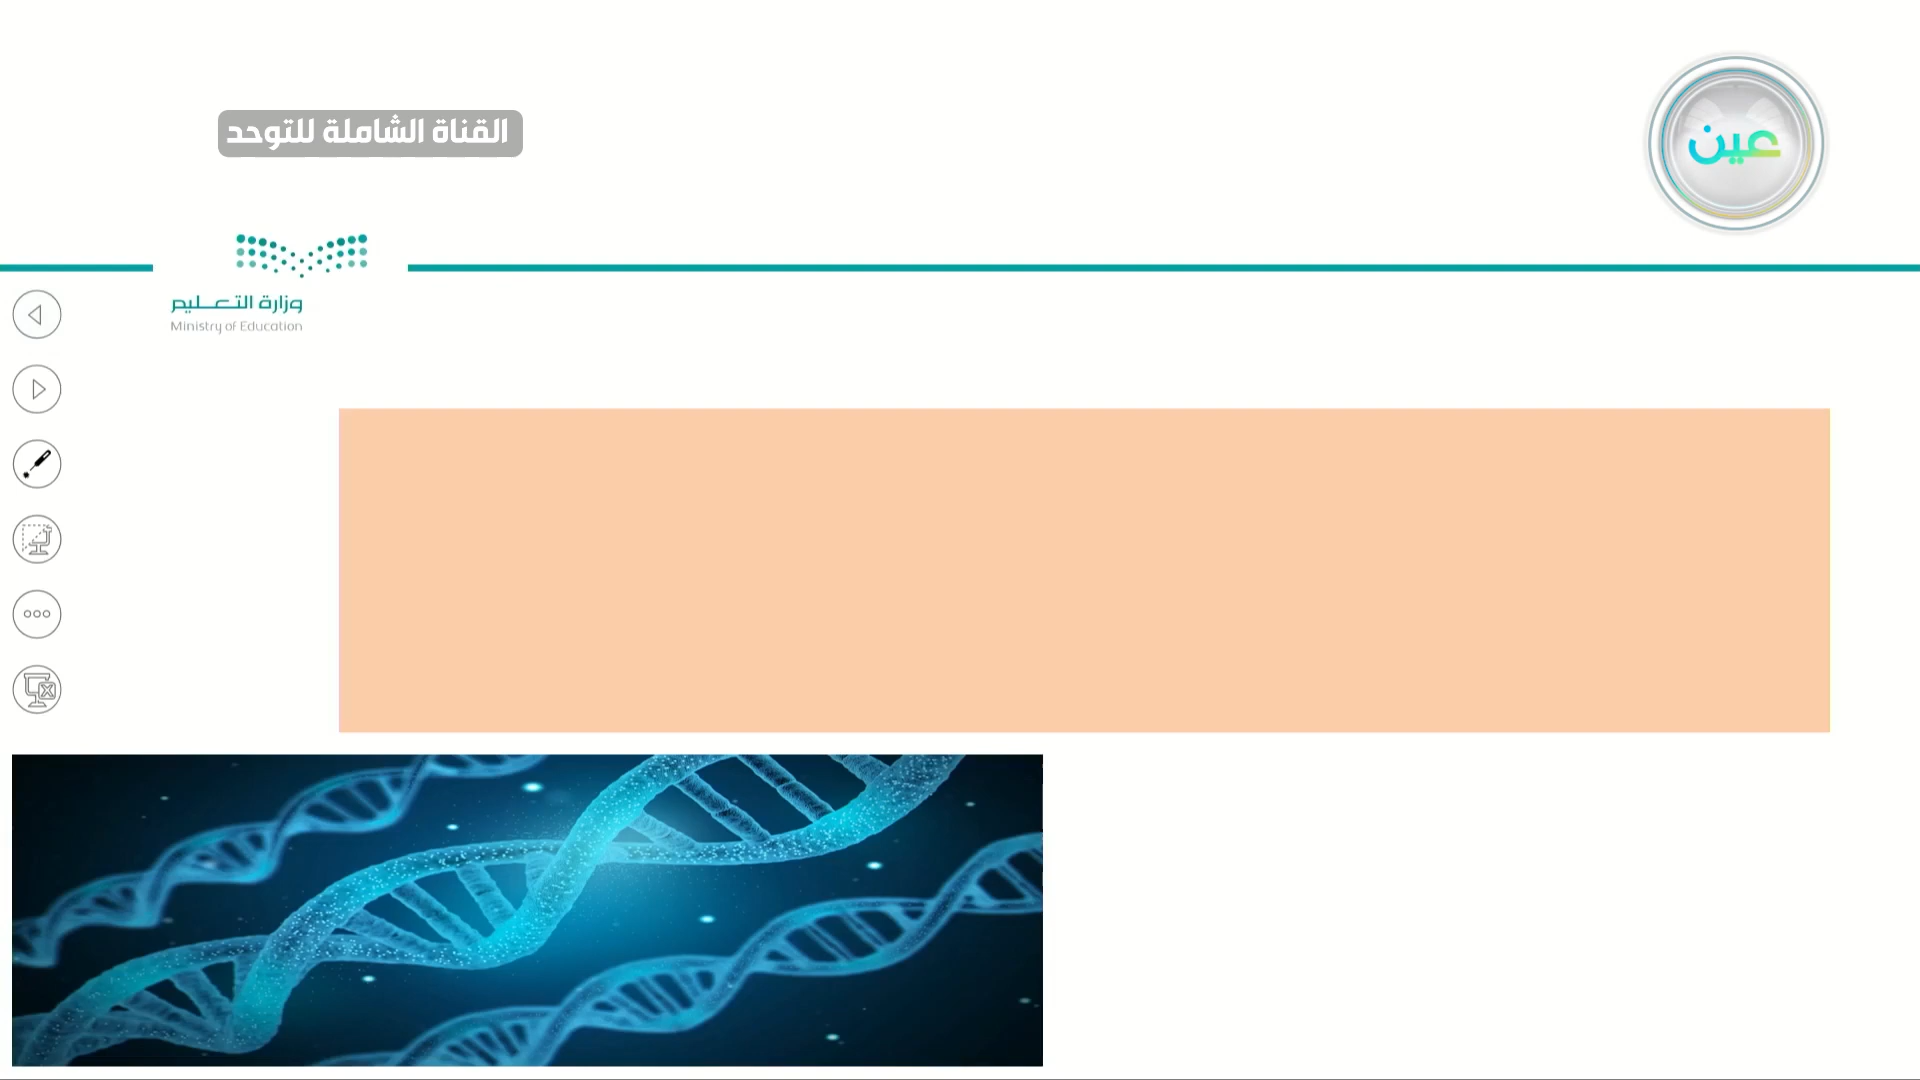 القناة الشاملة للتوحد
عين
وزارة التعليم
Ministry of Education